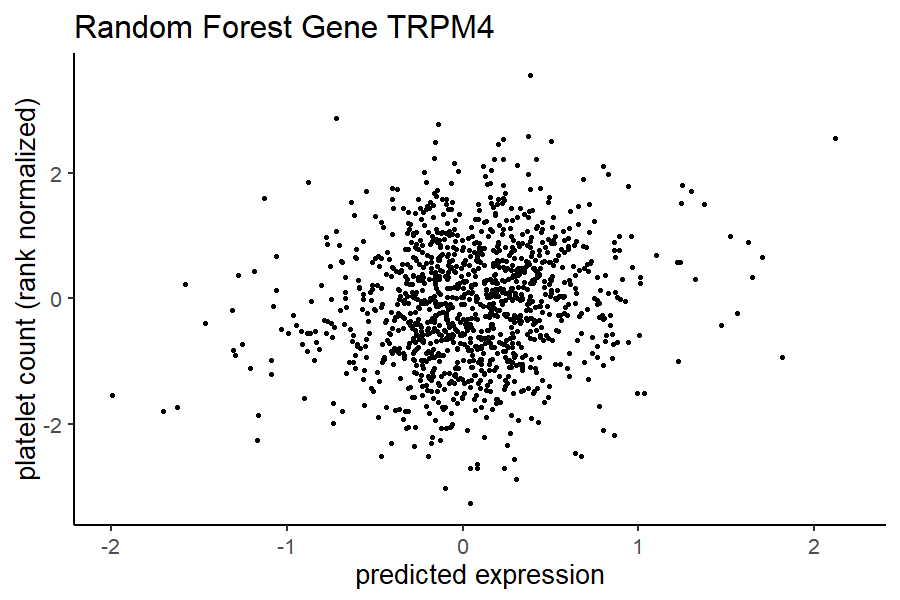 Random Forest Gene TRPM4
platelet count (rank normalized)
2
0
-2
-2
-1
0
1
2
predicted expression